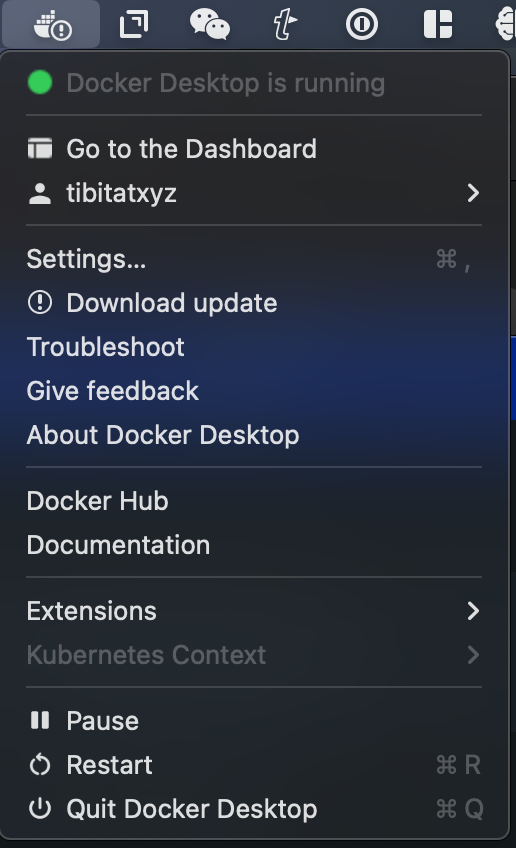 Docker Desktop is running
Go to the Dashboard
tibitatxyz
Settings... ⌘ ,
Download update
Troubleshoot
Give feedback
About Docker Desktop
Docker Hub
Documentation
Extensions
Kubernetes Context
Pause
Restart ⌘ R
Quit Docker Desktop ⌘ Q